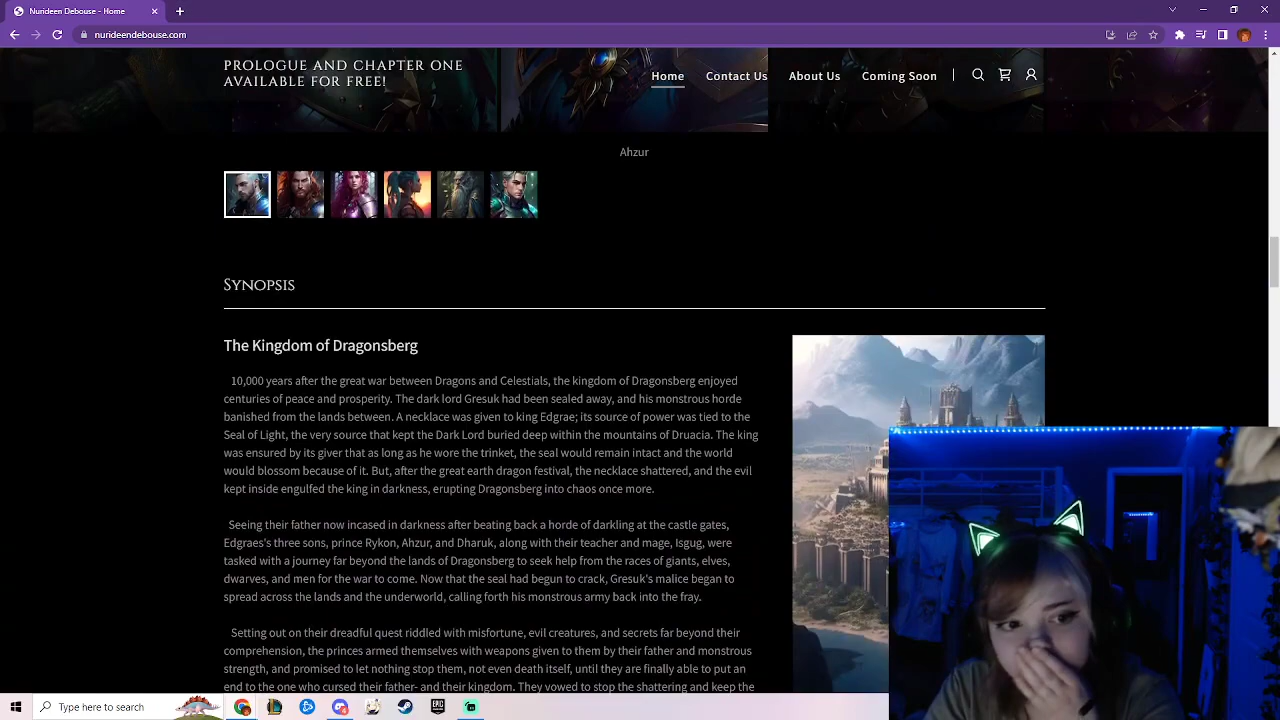 Nurideen Debouse - Home
nurideendebouse.com
PROLOGUE AND CHAPTER ONE
AVAILABLE FOR FREE!
Home Contact Us About Us Coming Soon
Ahzur
Synopsis
The Kingdom of Dragonsberg
10,000 years after the great war between Dragons and Celestials, the kingdom of Dragonsberg enjoyed
centuries of peace and prosperity. The dark lord Gresuk had been sealed away, and his monstrous horde
banished from the lands between. A necklace was given to king Edgrae; its source of power was tied to the
Seal of Light, the very source that kept the Dark Lord buried deep within the mountains of Druacia. The king
was ensured by its giver that as long as he wore the trinket, the seal would remain intact and the world
would blossom because of it. But, after the great earth dragon festival, the necklace shattered, and the evil
kept inside engulfed the king in darkness, erupting Dragonsberg into chaos once more.
Seeing their father now incased in darkness after beating back a horde of darkling at the castle gates,
Edgraes's three sons, prince Rykon, Ahzur, and Dharuk, along with their teacher and mage, Isgug, were
tasked with a journey far beyond the lands of Dragonsberg to seek help from the races of giants, elves,
dwarves, and men for the war to come. Now that the seal had begun to crack, Gresuk's malice began to
spread across the lands and the underworld, calling forth his monstrous army back into the fray.
Setting out on their dreadful quest riddled with misfortune, evil creatures, and secrets far beyond their
comprehension, the princes armed themselves with weapons given to them by their father and monstrous
strength, and promised to let nothing stop them, not even death itself, until they are finally able to put an
end to the one who cursed their father- and their kingdom. They vowed to stop the shattering and keep the
Type here to search